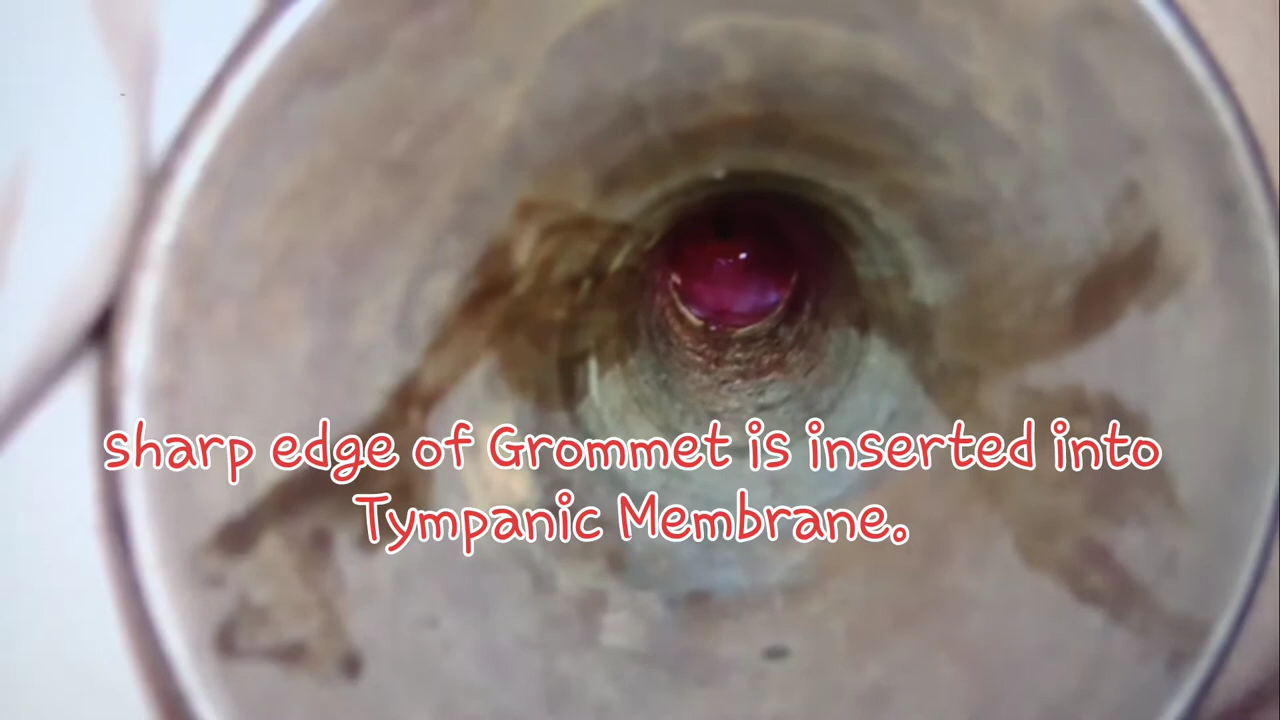 sharp edge of Grommet is inserted into
Tympanic Membrane.